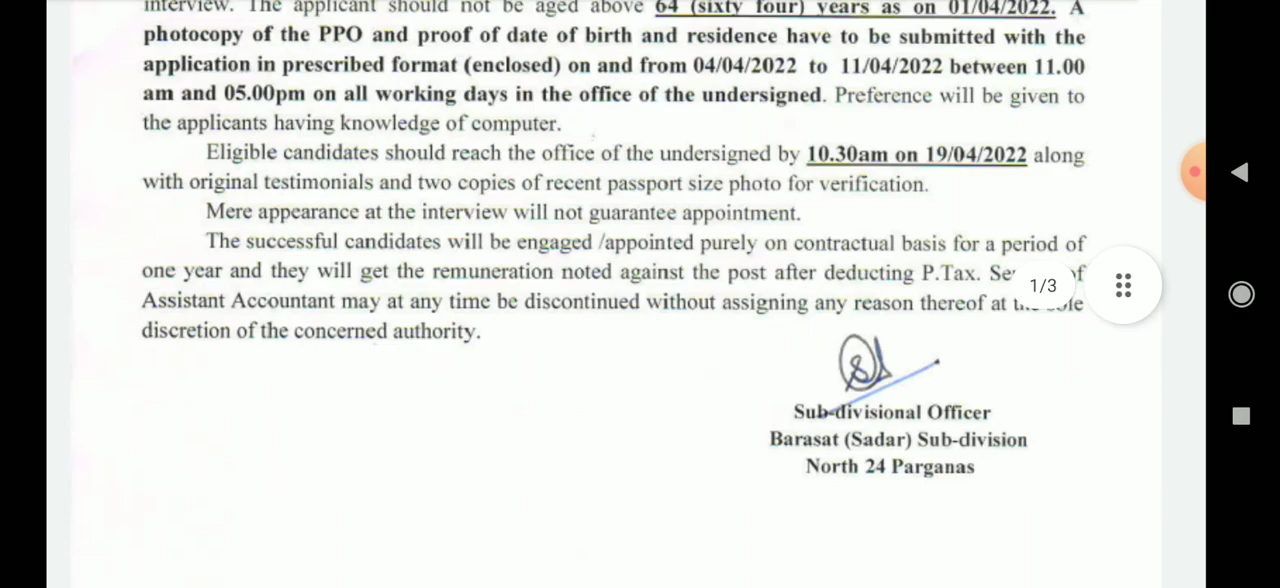 interview. The applicant should not be aged above 64 (sixty four) years as on 01/04/2022. A
photocopy of the PPO and proof of date of birth and residence have to be submitted with the
application in prescribed format (enclosed) on and from 04/04/2022 to 11/04/2022 between 11.00
am and 05.00pm on all working days in the office of the undersigned. Preference will be given to
the applicants having knowledge of computer.
Eligible candidates should reach the office of the undersigned by 10.30am on 19/04/2022 along
with original testimonials and two copies of recent passport size photo for verification.
Mere appearance at the interview will not guarantee appointment.
The successful candidates will be engaged /appointed purely on contractual basis for a period of
one year and they will get the remuneration noted against the post after deducting P.Tax.
1/3
Assistant Accountant may at any time be discontinued without assigning any reason thereof at
discretion of the concerned authority.
Sub-divisional Officer
Barasat (Sadar) Sub-division
North 24 Parganas